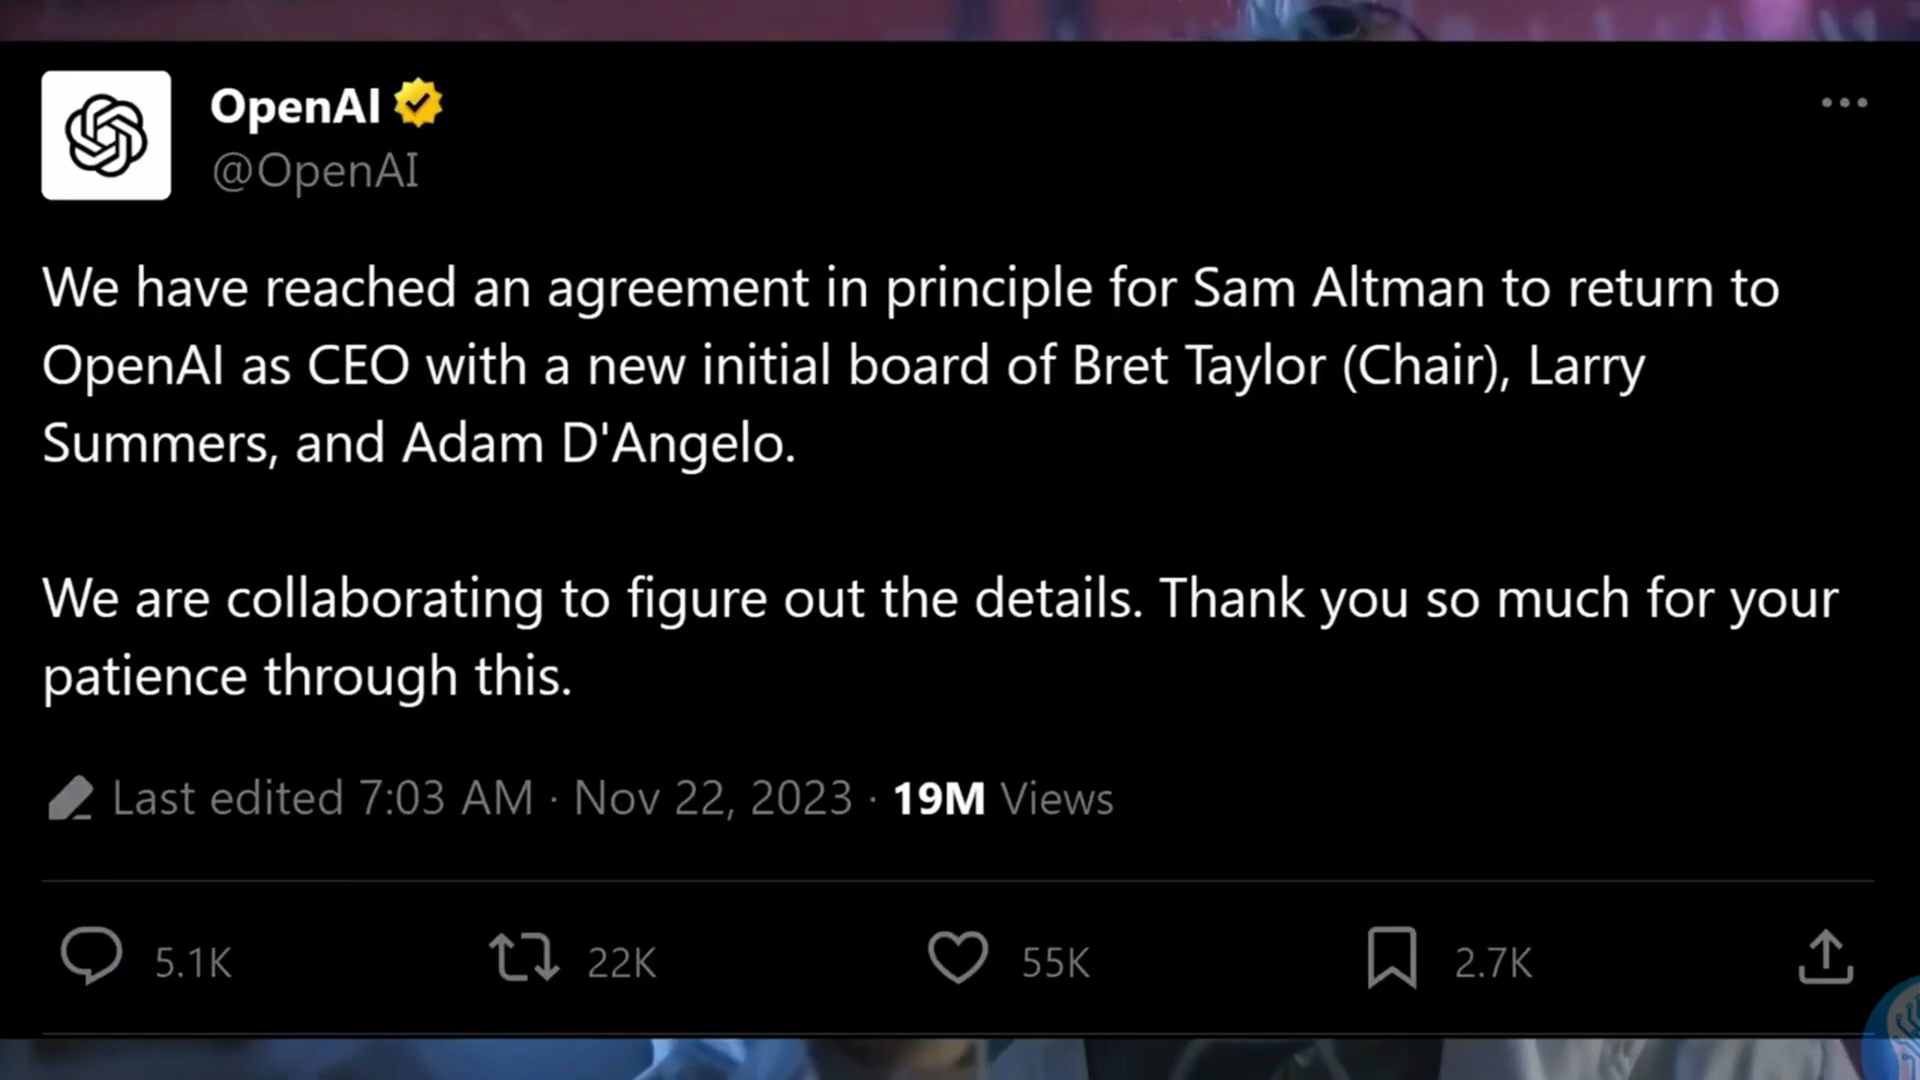 OpenAI
@OpenAI
We have reached an agreement in principle for Sam Altman to return to
OpenAI as CEO with a new initial board of Bret Taylor (Chair), Larry
Summers, and Adam D'Angelo.
We are collaborating to figure out the details. Thank you so much for your
patience through this.
Last edited 7:03 AM · Nov 22, 2023 · 19M Views
5.1K 22K 55K 2.7K